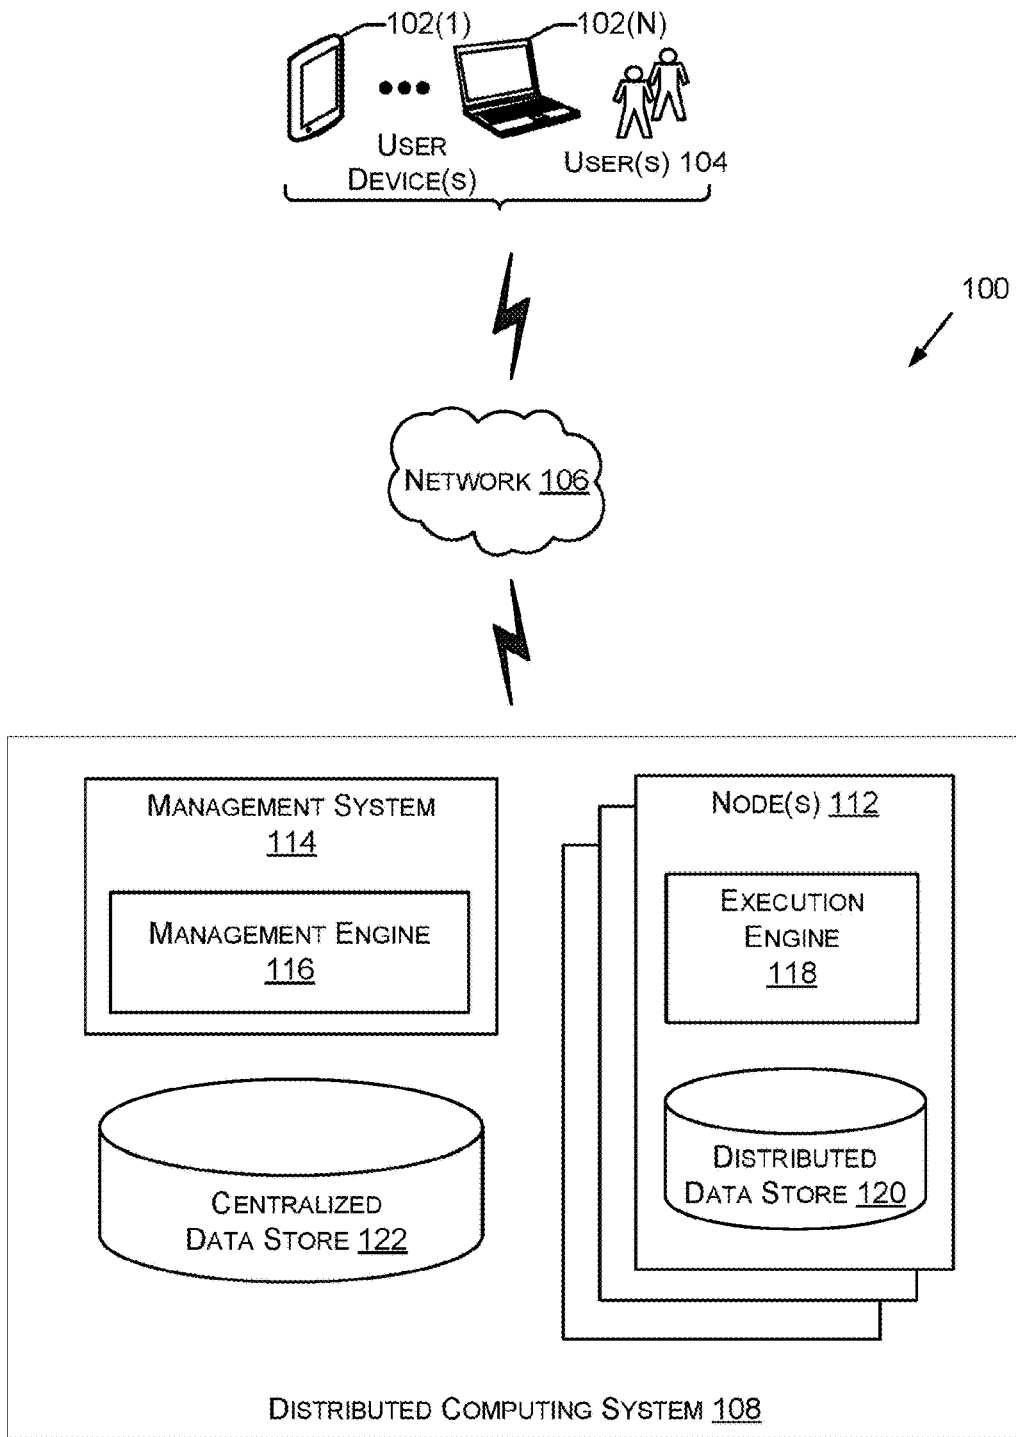 102(1)
102(N)
USER
DEVICE(S)
USER(S) 104
100
NETWORK 106
MANAGEMENT SYSTEM
114
MANAGEMENT ENGINE
116
NODE(S) 112
EXECUTION
ENGINE
118
DISTRIBUTED
DATA STORE 120
CENTRALIZED
DATA STORE 122
DISTRIBUTED COMPUTING SYSTEM 108